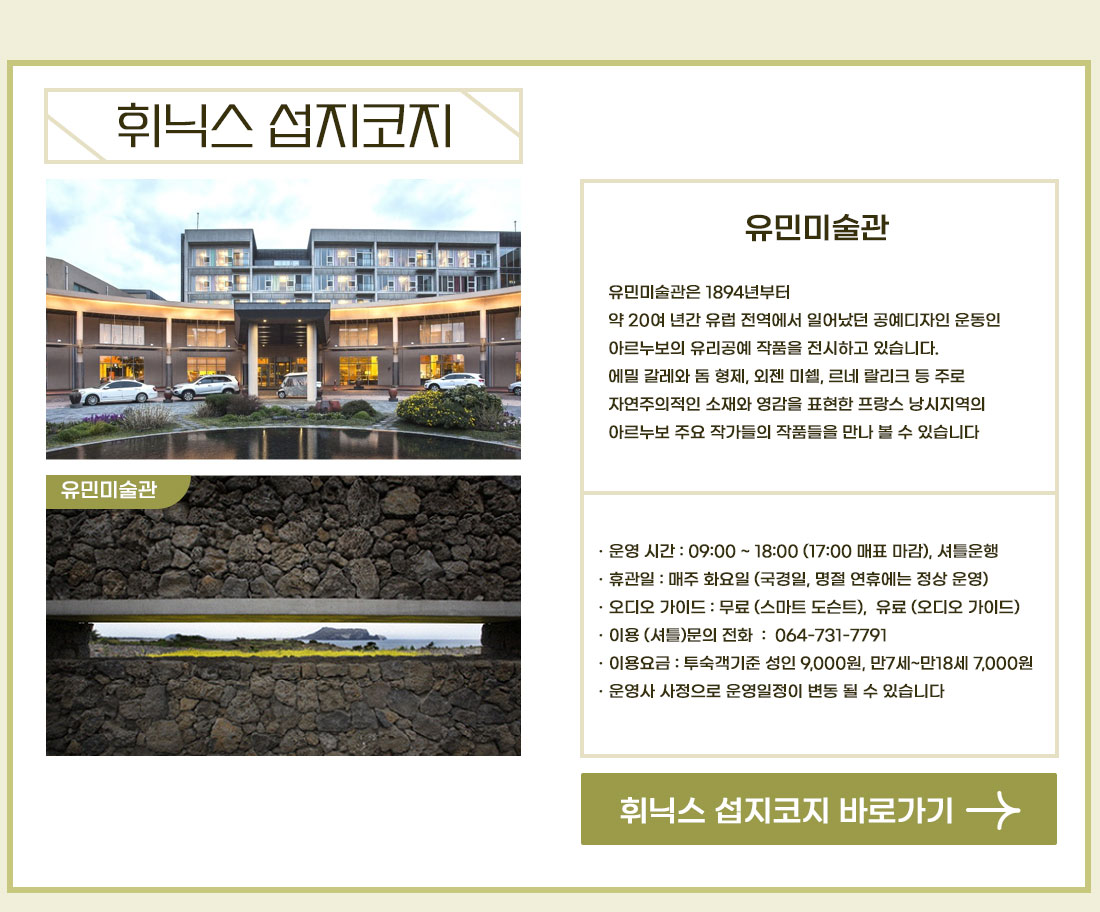 휘닉스 섭지코지
유민미술관
유민미술관
유민미술관은 1894년부터
약 20여 년간 유럽 전역에서 일어났던 공예디자인 운동인
아르누보의 유리공예 작품을 전시하고 있습니다.
에밀 갈레와 돔 형제, 외젠 미쉘, 르네 랄리크 등 주로
자연주의적인 소재와 영감을 표현한 프랑스 낭시지역의
아르누보 주요 작가들의 작품들을 만나 볼 수 있습니다
· 운영 시간 : 09:00 ~ 18:00 (17:00 매표 마감), 셔틀운행
· 휴관일 : 매주 화요일 (국경일, 명절 연휴에는 정상 운영)
· 오디오 가이드 : 무료 (스마트 도슨트),  유료 (오디오 가이드)
· 이용 (셔틀)문의 전화  :  064-731-7791
· 이용요금 : 투숙객기준 성인 9,000원, 만7세~만18세 7,000원
· 운영사 사정으로 운영일정이 변동 될 수 있습니다
휘닉스 섭지코지 바로가기